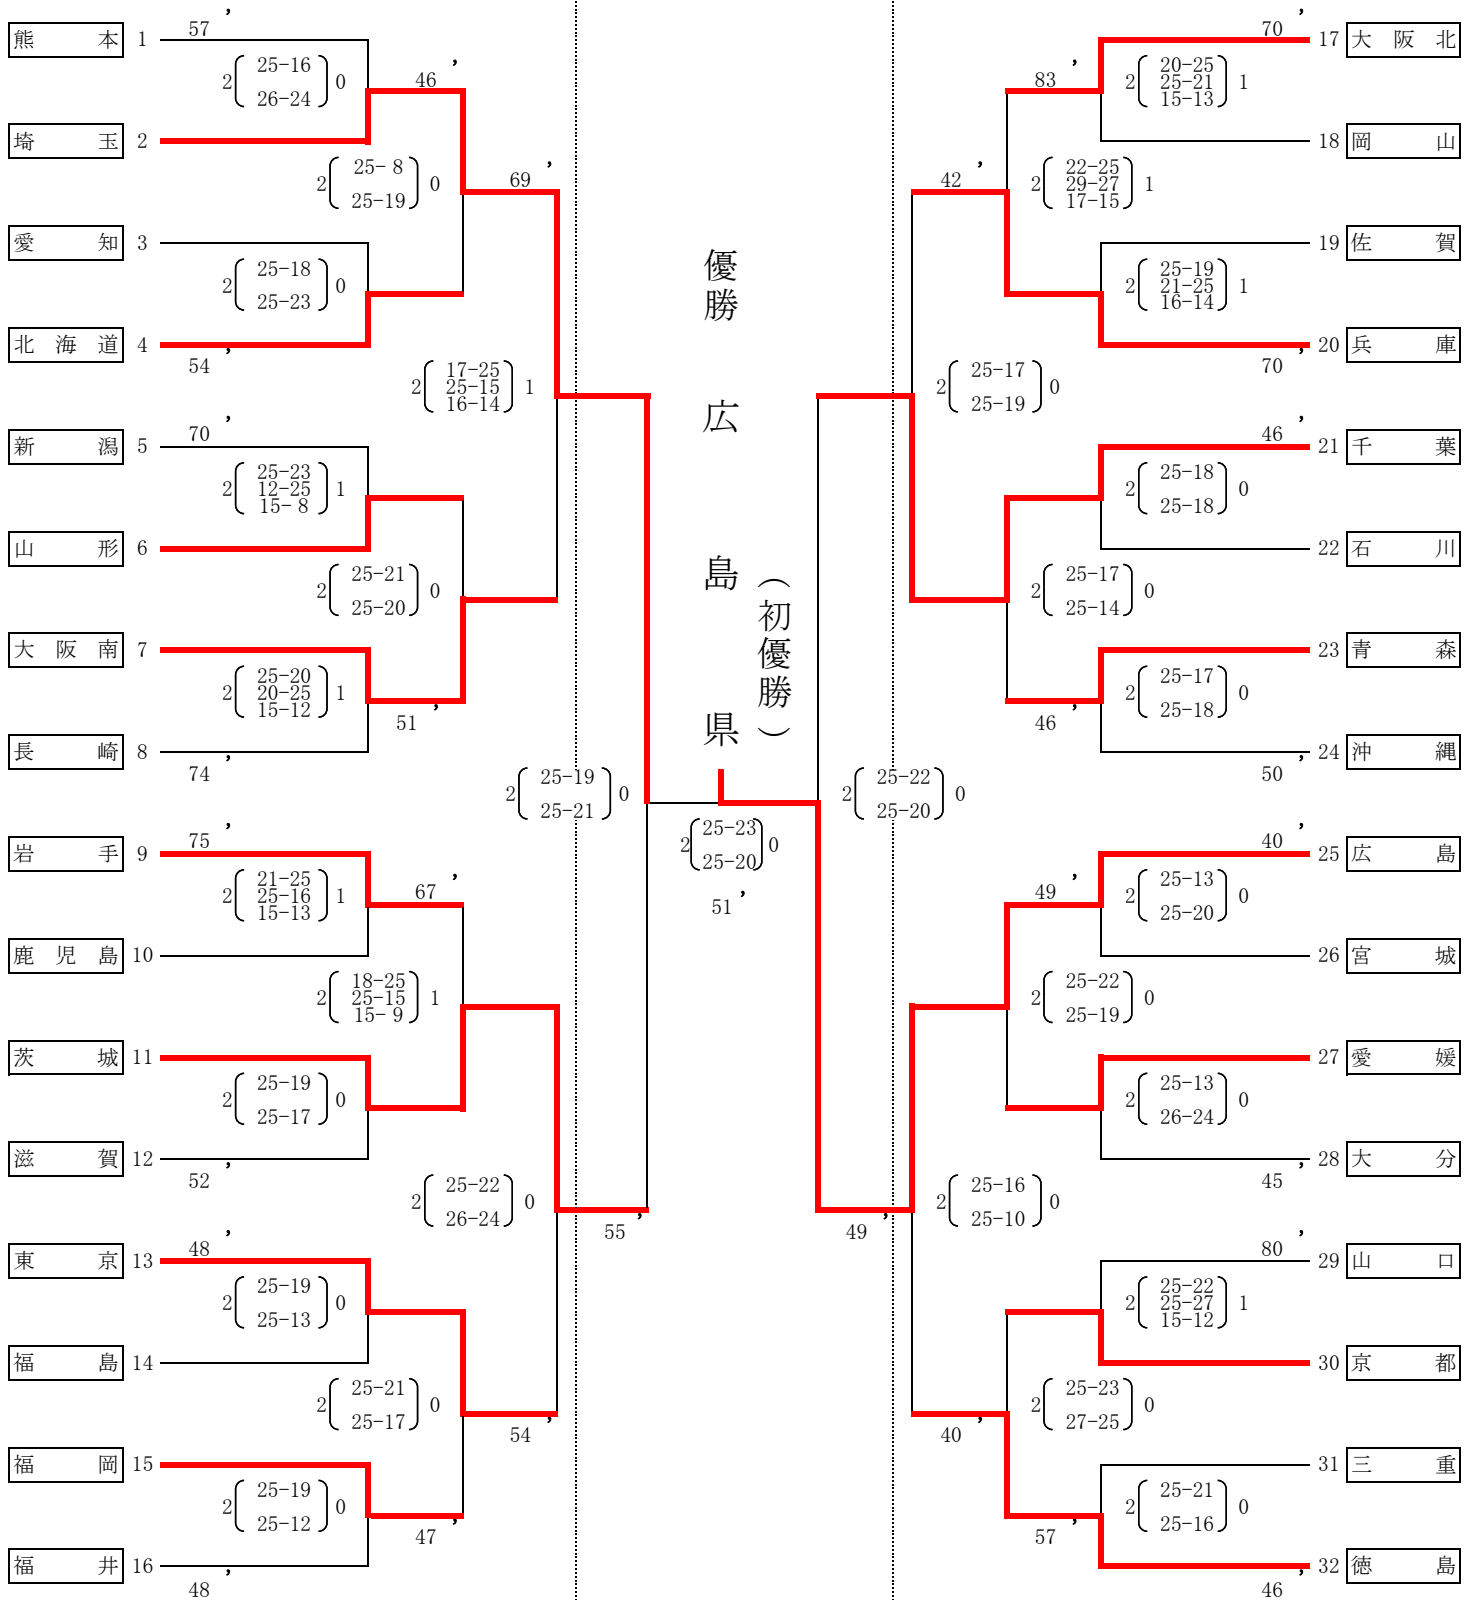 熊本 1 57’
2 25-16 0
26-24
46’
埼玉 2
2 25- 8 0
25-19
69’
愛知 3
2 25-18 0
25-23
北海道 4 54’
2 17-25 1
25-15
16-14
新潟 5 70’
2 25-23 1
12-25
15- 8
山形 6
2 25-21 0
25-20
大阪南 7
2 25-20 1
20-25
15-12
51’
長崎 8 74’
2 25-19 0
25-21
岩手 9 75’
2 21-25 1
25-16
15-13
67’
鹿児島 10
2 18-25 1
25-15
15- 9
茨城 11
2 25-19 0
25-17
滋賀 12 52’
2 25-22 0
26-24
55’
東京 13 48’
2 25-19 0
25-13
福島 14
2 25-21 0
25-17
54’
福岡 15
2 25-19 0
25-12
47’
福井 16 48’
優勝 広島県
(初優勝)
2 25-23 0
25-20
51’
70’ 17 大阪北
2 20-25 1
25-21
15-13
83’
18 岡山
2 22-25 1
29-27
17-15
42’
19 佐賀
2 25-19 1
21-25
16-14
70’ 20 兵庫
2 25-17 0
25-19
46’ 21 千葉
2 25-18 0
25-18
22 石川
2 25-17 0
25-14
23 青森
2 25-17 0
25-18
46’
50’ 24 沖縄
2 25-22 0
25-20
40’ 25 広島
2 25-13 0
25-20
49’
26 宮城
2 25-22 0
25-19
27 愛媛
2 25-13 0
26-24
45’ 28 大分
2 25-16 0
25-10
49’
80’ 29 山口
2 25-22 1
25-27
15-12
30 京都
2 25-23 0
27-25
40’
31 三重
2 25-21 0
25-16
57’
46’ 32 徳島